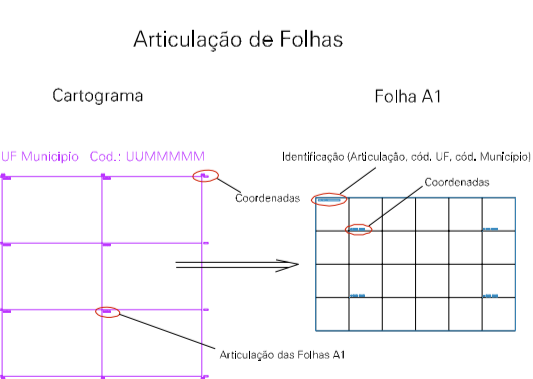 Articulação de Folhas
Cartograma
Folha A1
UF Município Cod.: UUMMMMM
Identificação (Articulação, cód. UF, cód. Município)
Coordenadas
Coordenadas
Articulação das Folhas A1